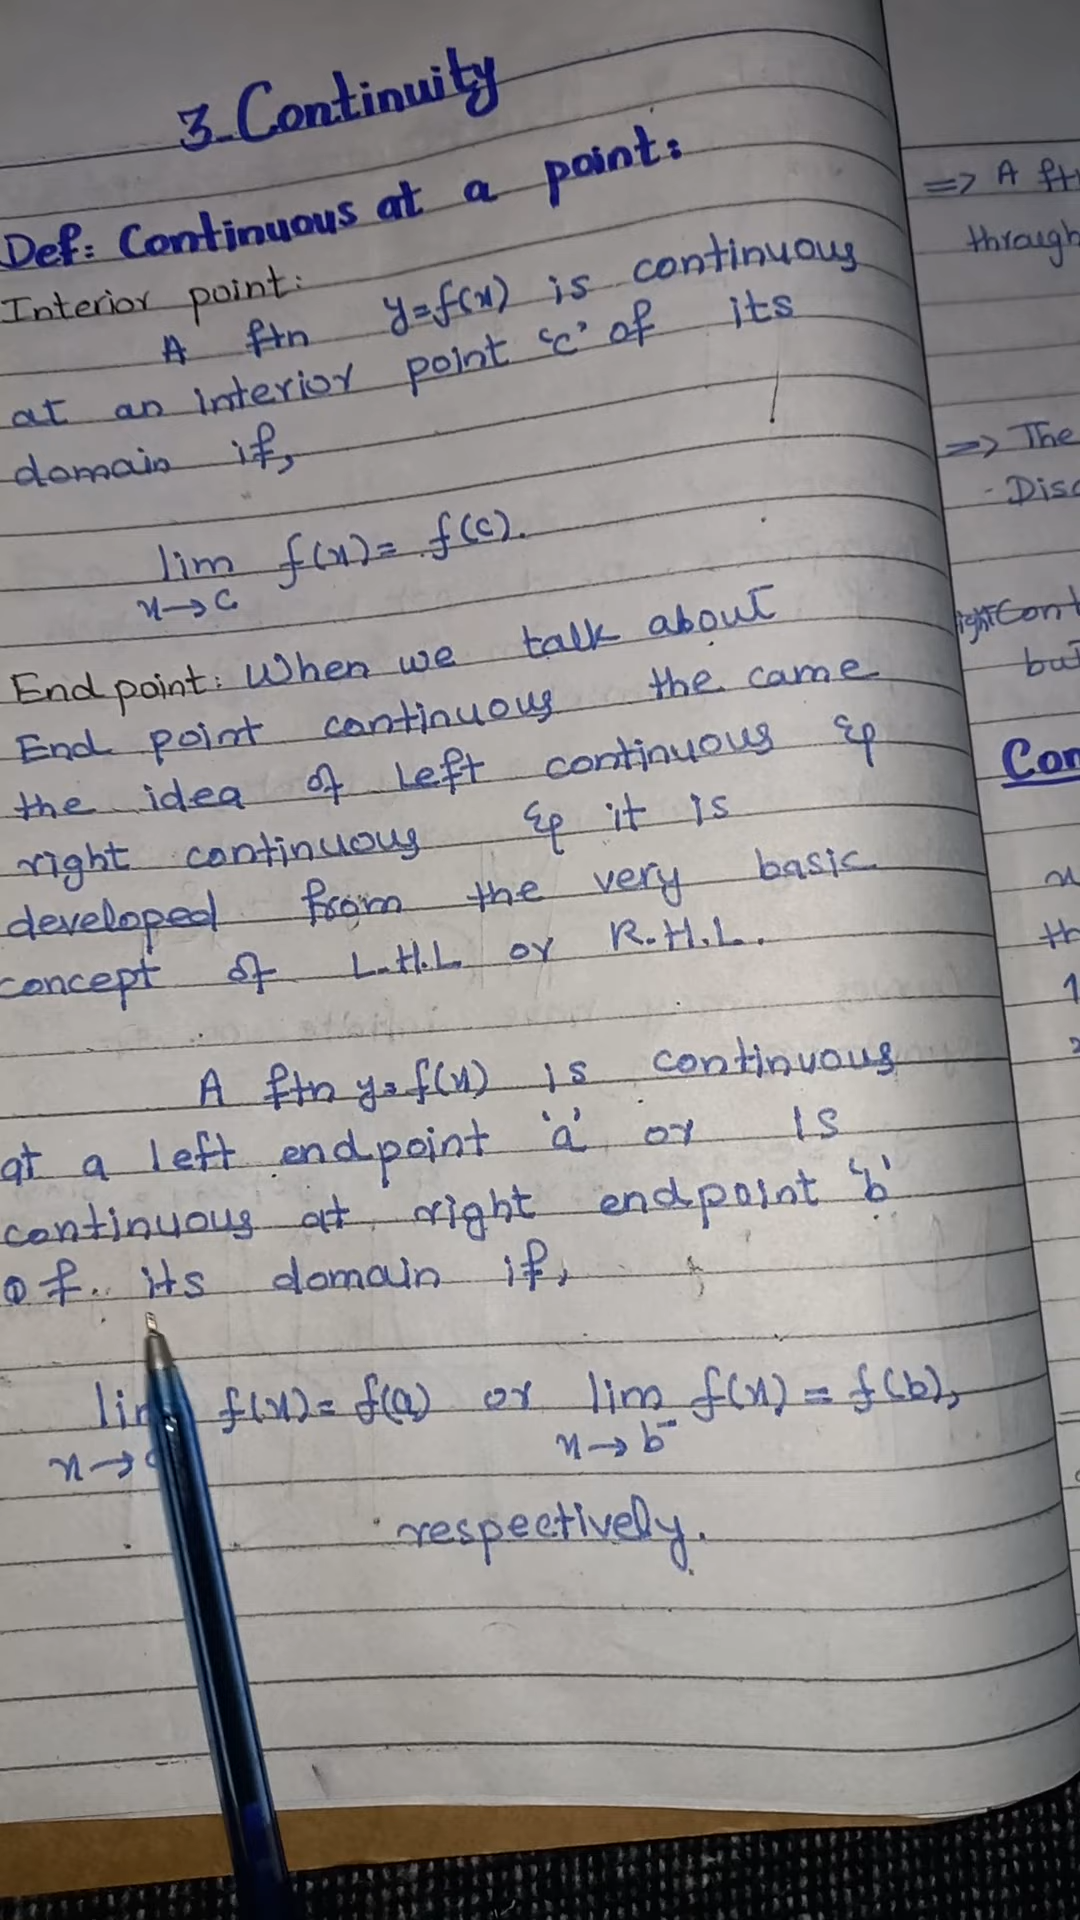 3. Continuity
Def: Continuous at a point:
Interior point:
A ftn y=f(x) is continuous
at an interior point 'c' of its
domain if,
lim f(x) = f(c).
x→c
End point: When we talk about
End point continuous the came
the idea of Left continuous &
right continuous & it is
developed from the very basic
concept of L.H.L or R.H.L.
A ftn y=f(x) is continuous
at a left endpoint 'a' or is
continuous at right endpoint 'b'
of its domain if,
lim f(x) = f(a) or lim f(x) = f(b),
x→ x→b⁻
respectively.
=> A
through
=> The
Con